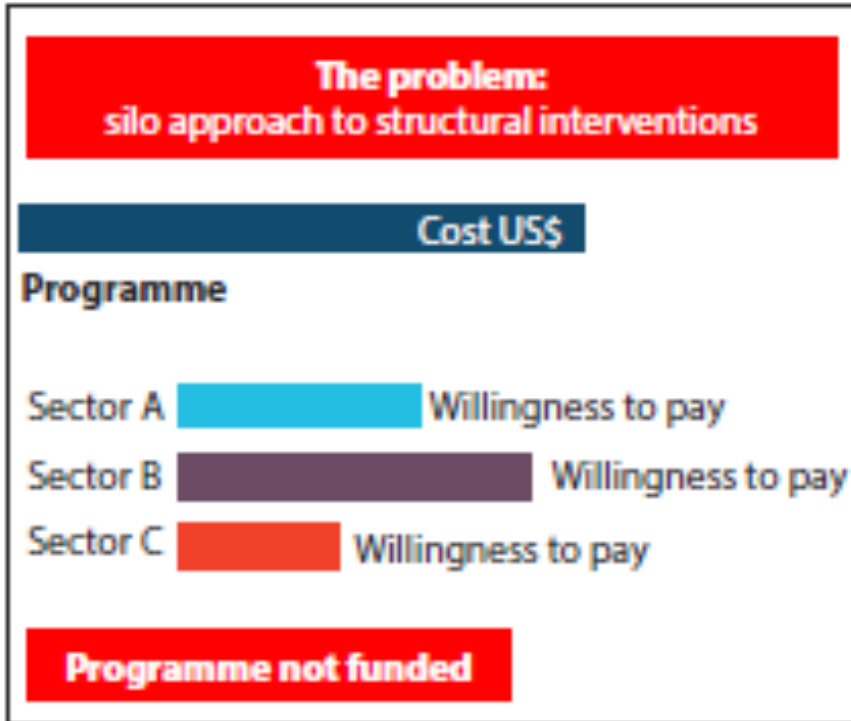 The problem:
silo approach to structural interventions
Cost US$
Programme
Sector A Willingness to pay
Sector B Willingness to pay
Sector C Willingness to pay
Programme not funded